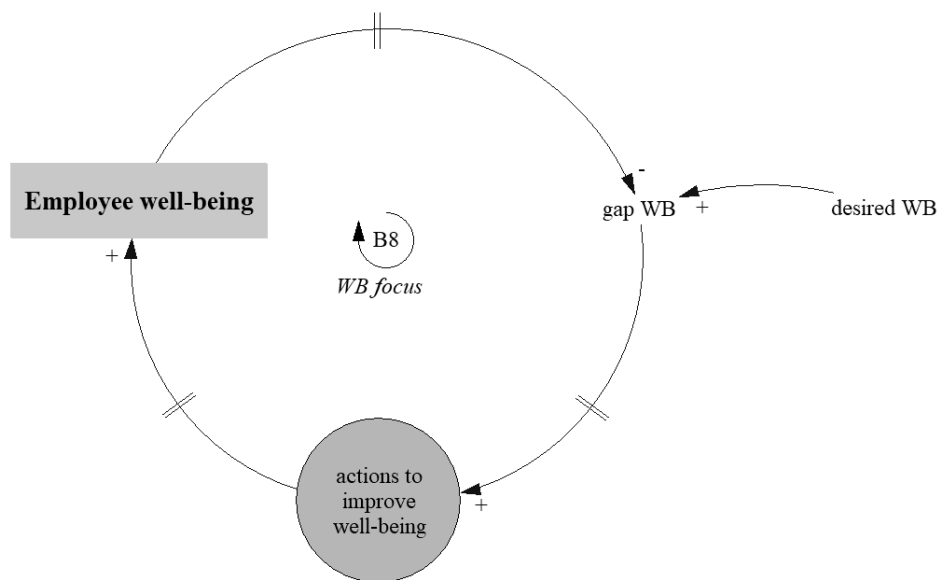 -
Employee well-being
gap WB
+
desired WB
+
B8
WB focus
actions to
improve
well-being
+